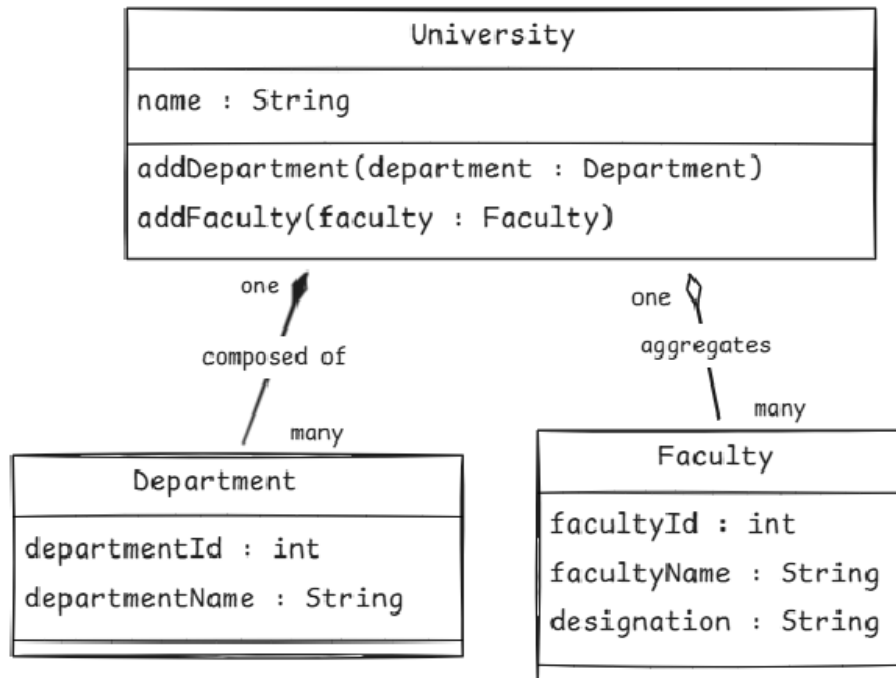 University
name : String
addDepartment(department : Department)
addFaculty(faculty : Faculty)
one
composed of
many
one
aggregates
many
Department
departmentId : int
departmentName : String
Faculty
facultyId : int
facultyName : String
designation : String